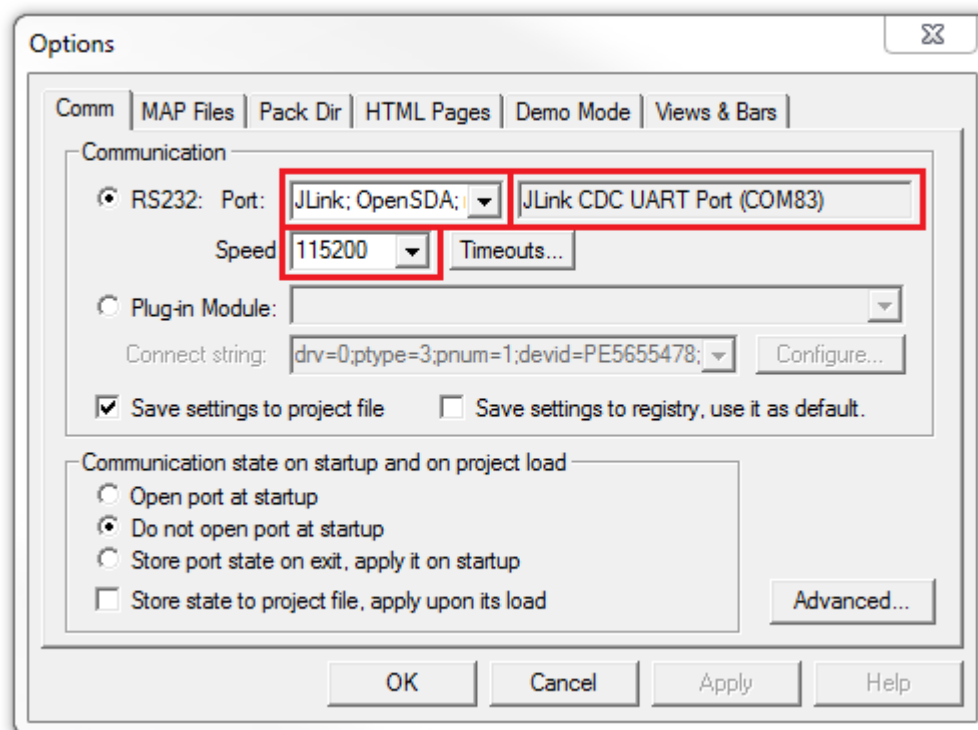 Options
Comm MAP Files Pack Dir HTML Pages Demo Mode Views & Bars
Communication
RS232: Port: JLink; OpenSDA; JLink CDC UART Port (COM83)
Speed 115200 Timeouts...
Plug-in Module:
Connect string: drv=0;ptype=3;pnum=1;devid=PE5655478; Configure...
Save settings to project file Save settings to registry, use it as default.
Communication state on startup and on project load
Open port at startup
Do not open port at startup
Store port state on exit, apply it on startup
Store state to project file, apply upon its load Advanced...
OK Cancel Apply Help